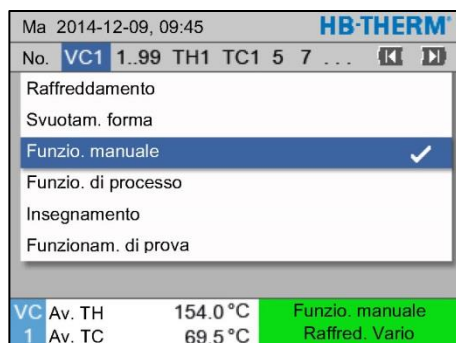 Ma 2014-12-09, 09:45 HB-THERM®
No. VC1 1..99 TH1 TC1 5 7 ...
Raffreddamento
Svuotam. forma
Funzio. manuale
Funzio. di processo
Insegnamento
Funzionam. di prova
VC Av. TH 154.0 °C Funzio. manuale
1 Av. TC 69.5 °C Raffred. Vario